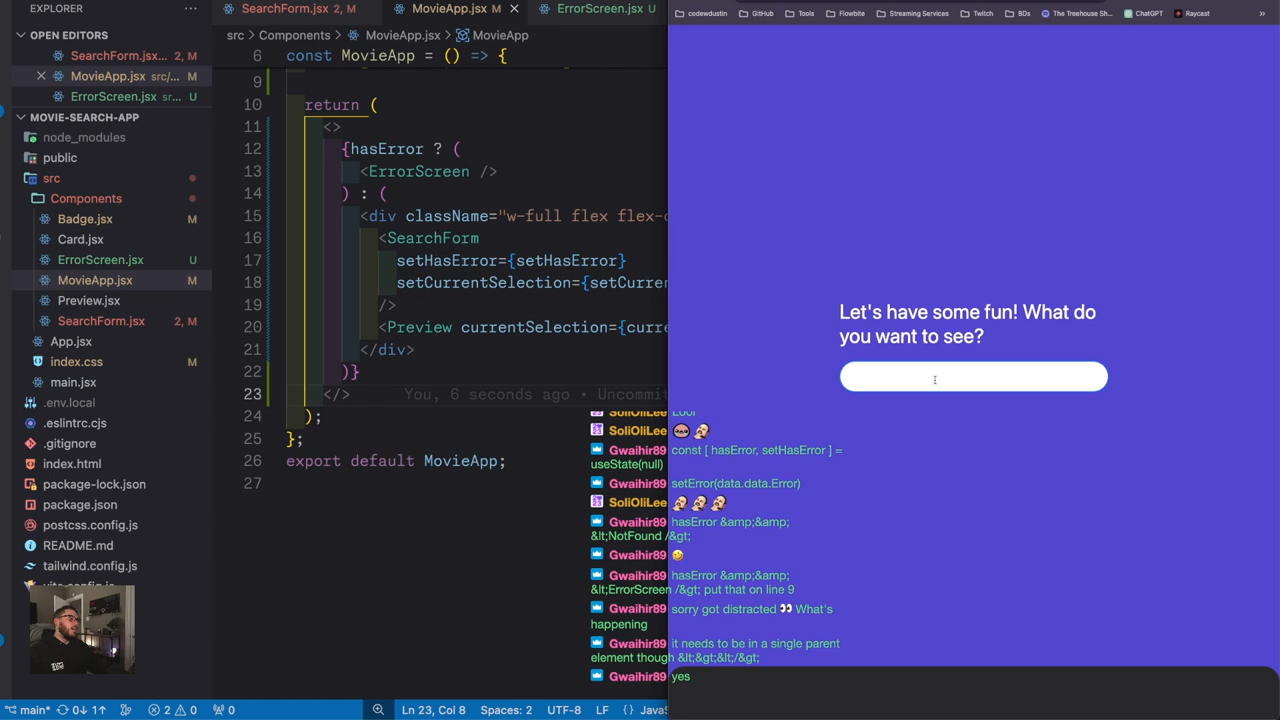 EXPLORER
...
OPEN EDITORS
SearchForm.jsx... 2, M
MovieApp.jsx src/... M
ErrorScreen.jsx sr... U
MOVIE-SEARCH-APP
node_modules
public
src
Components
Badge.jsx M
Card.jsx
ErrorScreen.jsx U
MovieApp.jsx M
Preview.jsx
SearchForm.jsx 2, M
App.jsx
index.css M
main.jsx
.env.local
.eslintrc.cjs
.gitignore
index.html
package-lock.json
package.json
postcss.config.js
README.md
tailwind.config.js
vite.config.js
SearchForm.jsx 2, M
MovieApp.jsx M
ErrorScreen.jsx U
src > Components > MovieApp.jsx > MovieApp
6 const MovieApp = () => {
9
10 return (
11 <>
12 {hasError ? (
13 <ErrorScreen />
14 ) : (
15 <div className="w-full flex flex-c
16 <SearchForm
17 setHasError={setHasError}
18 setCurrentSelection={setCurren
19 />
20 <Preview currentSelection={curre
21 </div>
22 )}
23 </> You, 6 seconds ago • Uncommit
24 );
25 };
26 export default MovieApp;
27
codewdustin
GitHub
Tools
Flowbite
Streaming Services
Twitch
BDs
The Treehouse Sh...
ChatGPT
Raycast
»
Let's have some fun! What do
you want to see?
SoliOliLee Lool
SoliOliLee
Gwaihir89 const [ hasError, setHasError ] =
useState(null)
Gwaihir89 setError(data.data.Error)
SoliOliLee
Gwaihir89 hasError &amp;&amp;
&lt;NotFound /&gt;
Gwaihir89
Gwaihir89 hasError &amp;&amp;
&lt;ErrorScreen /&gt; put that on line 9
Gwaihir89 sorry got distracted What's
happening
Gwaihir89 it needs to be in a single parent
element though &lt;&gt;&lt;/&gt;
Gwaihir89 yes
main* 0↓ 1↑
2 0
0
Ln 23, Col 8
Spaces: 2
UTF-8
LF
{} JavaS